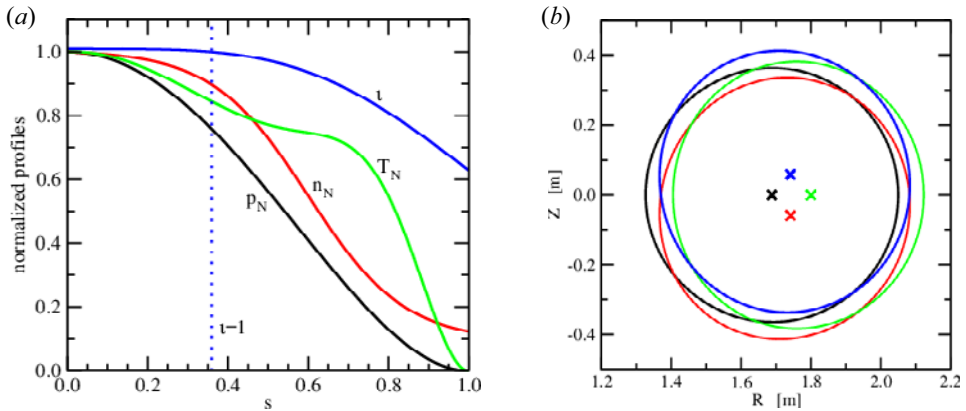 (a)
1.0
0.8
0.6
0.4
0.2
0.0
normalized profiles
ι
T_N
n_N
p_N
ι−1
0.0 0.2 0.4 0.6 0.8 1.0
s
(b)
0.4
0.2
0.0
-0.2
-0.4
Z [m]
1.2 1.4 1.6 1.8 2.0 2.2
R [m]